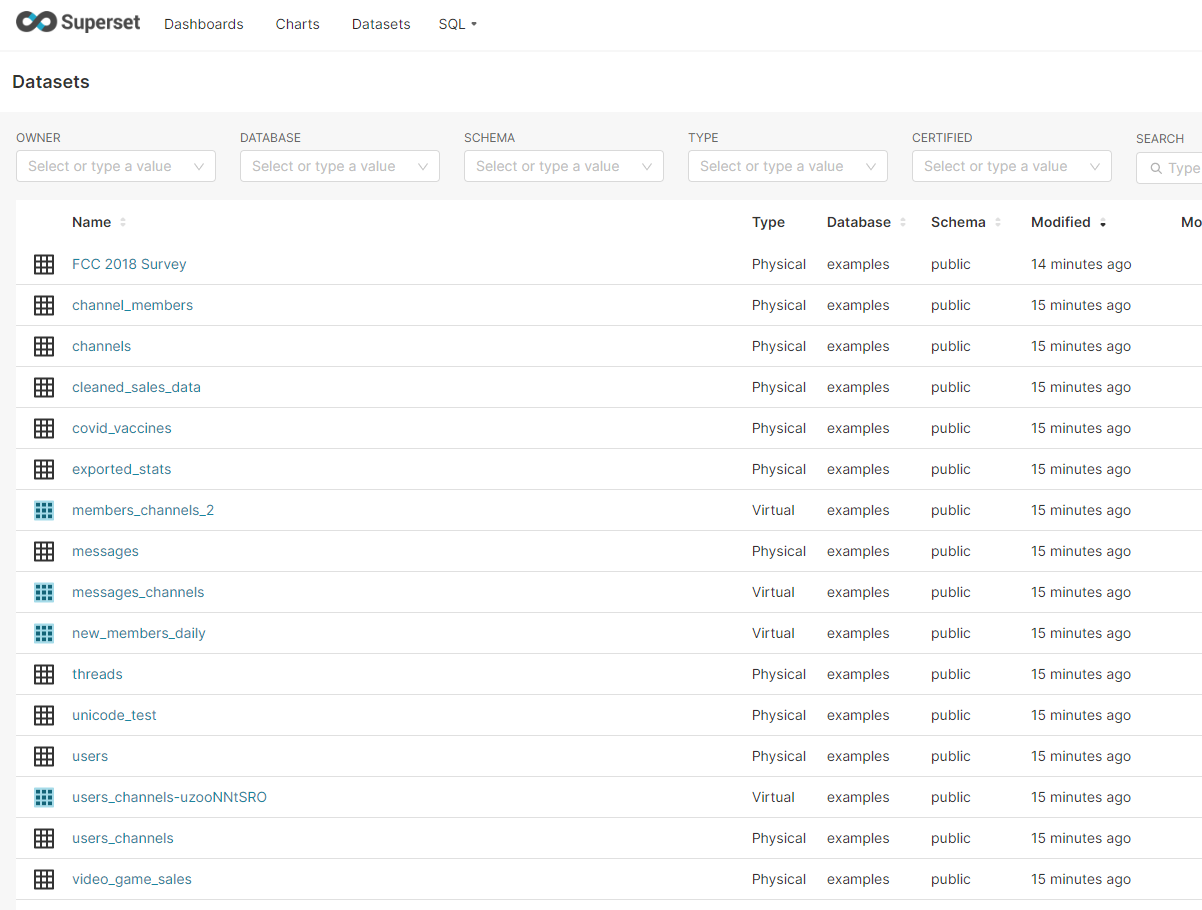 Superset Dashboards Charts Datasets SQL
Datasets
OWNER DATABASE SCHEMA TYPE CERTIFIED SEARCH
Select or type a value Select or type a value Select or type a value Select or type a value Select or type a value Type
Name Type Database Schema Modified Mo
FCC 2018 Survey Physical examples public 14 minutes ago
channel_members Physical examples public 15 minutes ago
channels Physical examples public 15 minutes ago
cleaned_sales_data Physical examples public 15 minutes ago
covid_vaccines Physical examples public 15 minutes ago
exported_stats Physical examples public 15 minutes ago
members_channels_2 Virtual examples public 15 minutes ago
messages Physical examples public 15 minutes ago
messages_channels Virtual examples public 15 minutes ago
new_members_daily Virtual examples public 15 minutes ago
threads Physical examples public 15 minutes ago
unicode_test Physical examples public 15 minutes ago
users Physical examples public 15 minutes ago
users_channels-uzooNNtSRO Virtual examples public 15 minutes ago
users_channels Physical examples public 15 minutes ago
video_game_sales Physical examples public 15 minutes ago